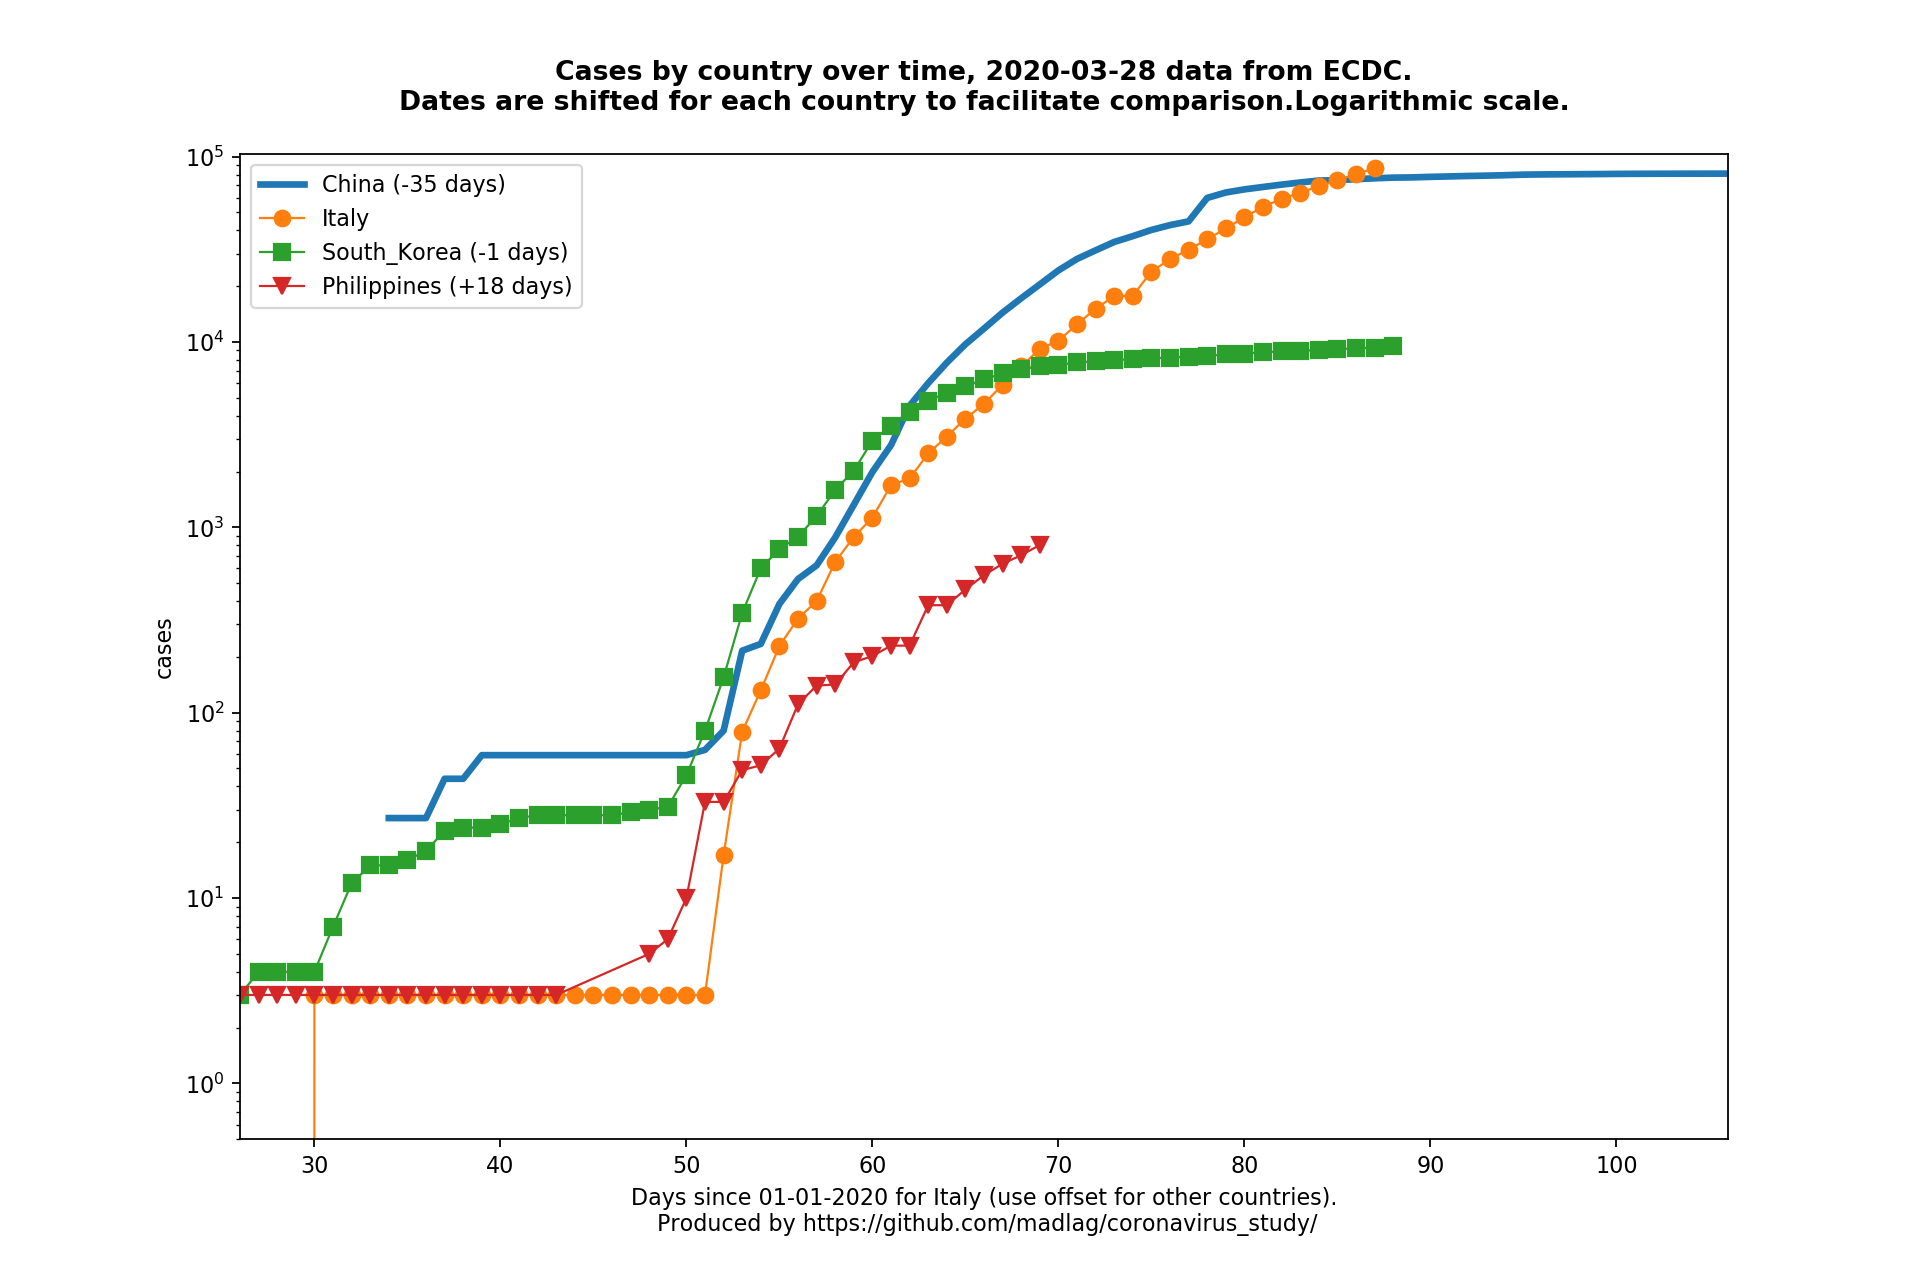 Cases by country over time, 2020-03-28 data from ECDC.
Dates are shifted for each country to facilitate comparison.Logarithmic scale.
China (-35 days)
Italy
South_Korea (-1 days)
Philippines (+18 days)
cases
10⁵
10⁴
10³
10²
10¹
10⁰
30 40 50 60 70 80 90 100
Days since 01-01-2020 for Italy (use offset for other countries).
Produced by https://github.com/madlag/coronavirus_study/